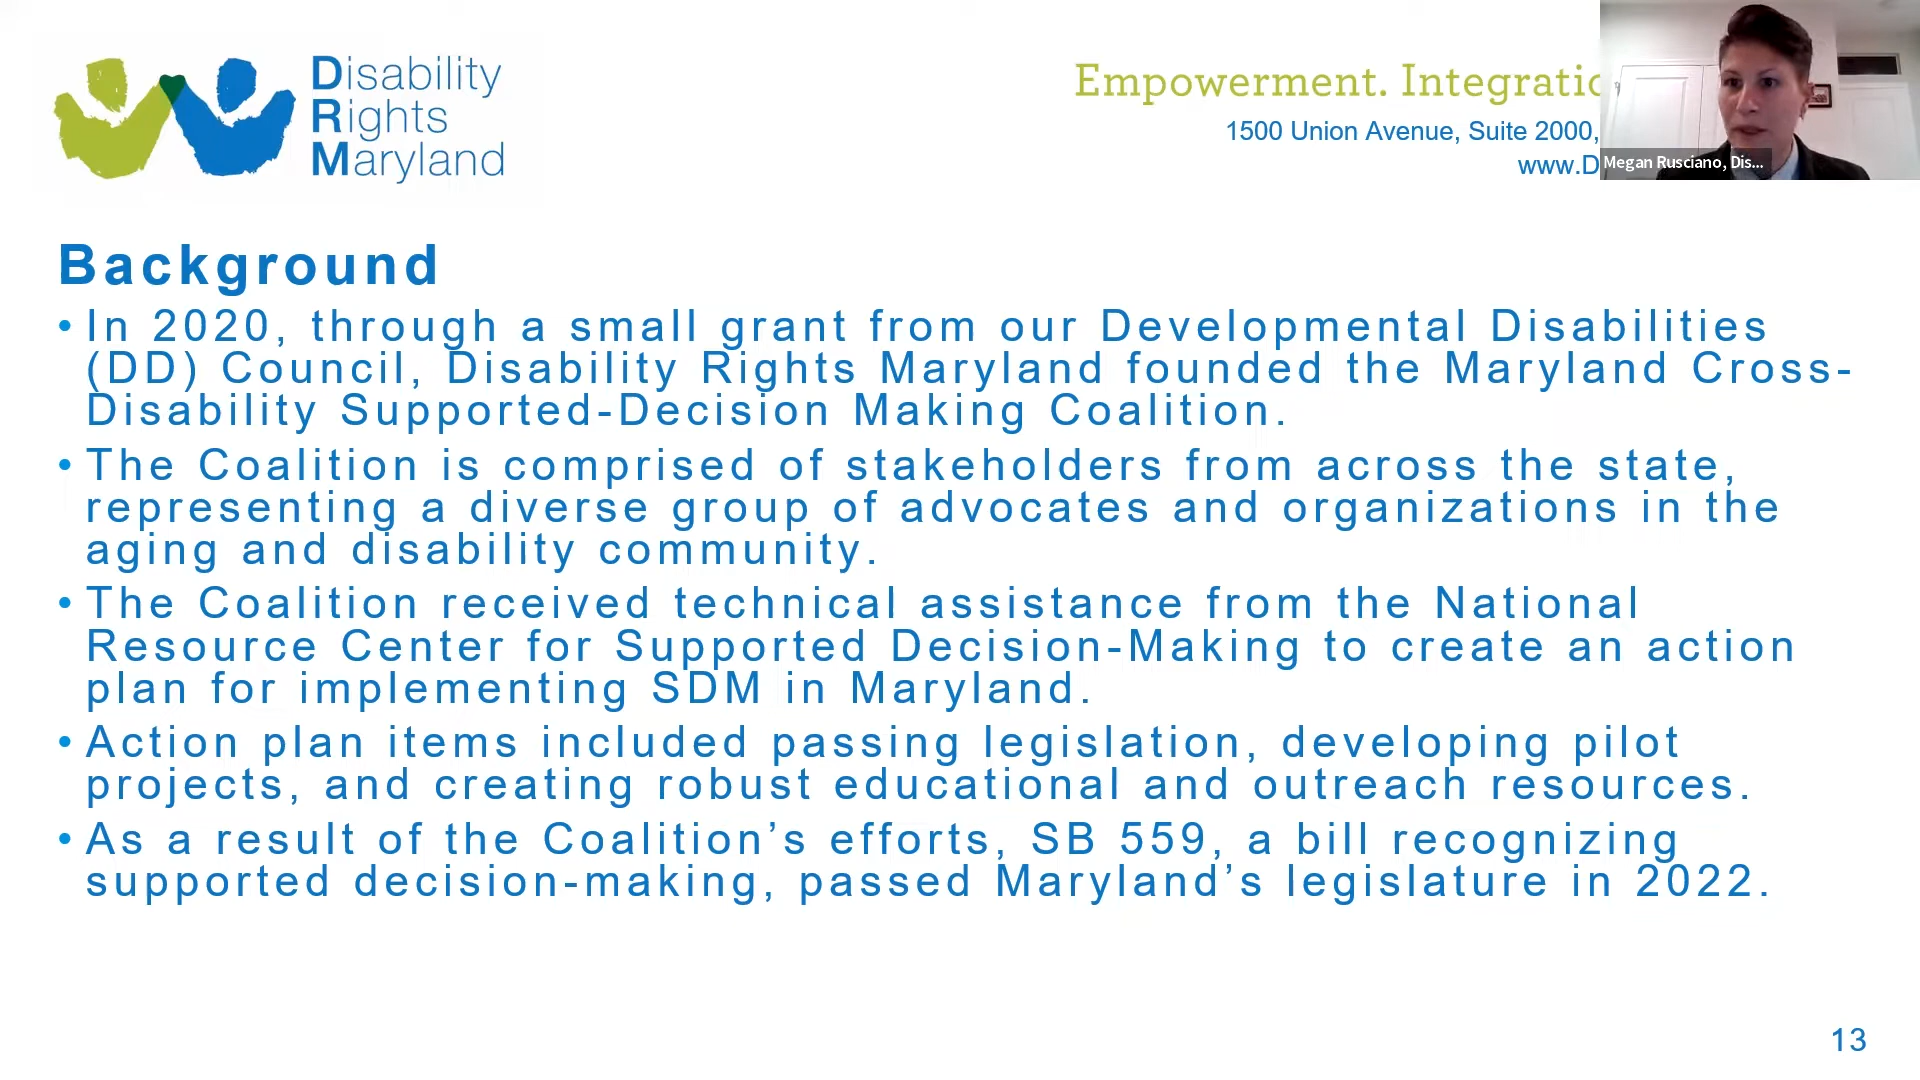 Disability
Rights
Maryland
Empowerment. Integratio
1500 Union Avenue, Suite 2000,
www.D
Megan Rusciano, Dis...
Background
• In 2020, through a small grant from our Developmental Disabilities
(DD) Council, Disability Rights Maryland founded the Maryland Cross-
Disability Supported-Decision Making Coalition.
• The Coalition is comprised of stakeholders from across the state,
representing a diverse group of advocates and organizations in the
aging and disability community.
• The Coalition received technical assistance from the National
Resource Center for Supported Decision-Making to create an action
plan for implementing SDM in Maryland.
• Action plan items included passing legislation, developing pilot
projects, and creating robust educational and outreach resources.
• As a result of the Coalition’s efforts, SB 559, a bill recognizing
supported decision-making, passed Maryland’s legislature in 2022.
13